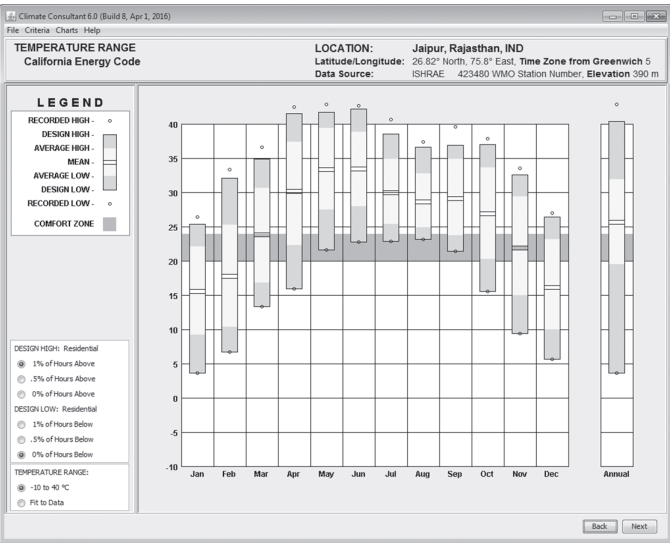 Climate Consultant 6.0 (Build 8, Apr 1, 2016)
File Criteria Charts Help
TEMPERATURE RANGE
California Energy Code
LOCATION: Jaipur, Rajasthan, IND
Latitude/Longitude: 26.82° North, 75.8° East, Time Zone from Greenwich 5
Data Source: ISHRAE 423480 WMO Station Number, Elevation 390 m
LEGEND
RECORDED HIGH -
DESIGN HIGH -
AVERAGE HIGH -
MEAN -
AVERAGE LOW -
DESIGN LOW -
RECORDED LOW -
COMFORT ZONE
DESIGN HIGH: Residential
1% of Hours Above
.5% of Hours Above
0% of Hours Above
DESIGN LOW: Residential
1% of Hours Below
.5% of Hours Below
0% of Hours Below
TEMPERATURE RANGE:
-10 to 40 °C
Fit to Data
40
35
30
25
20
15
10
5
0
-5
-10
Jan Feb Mar Apr May Jun Jul Aug Sep Oct Nov Dec Annual
Back Next